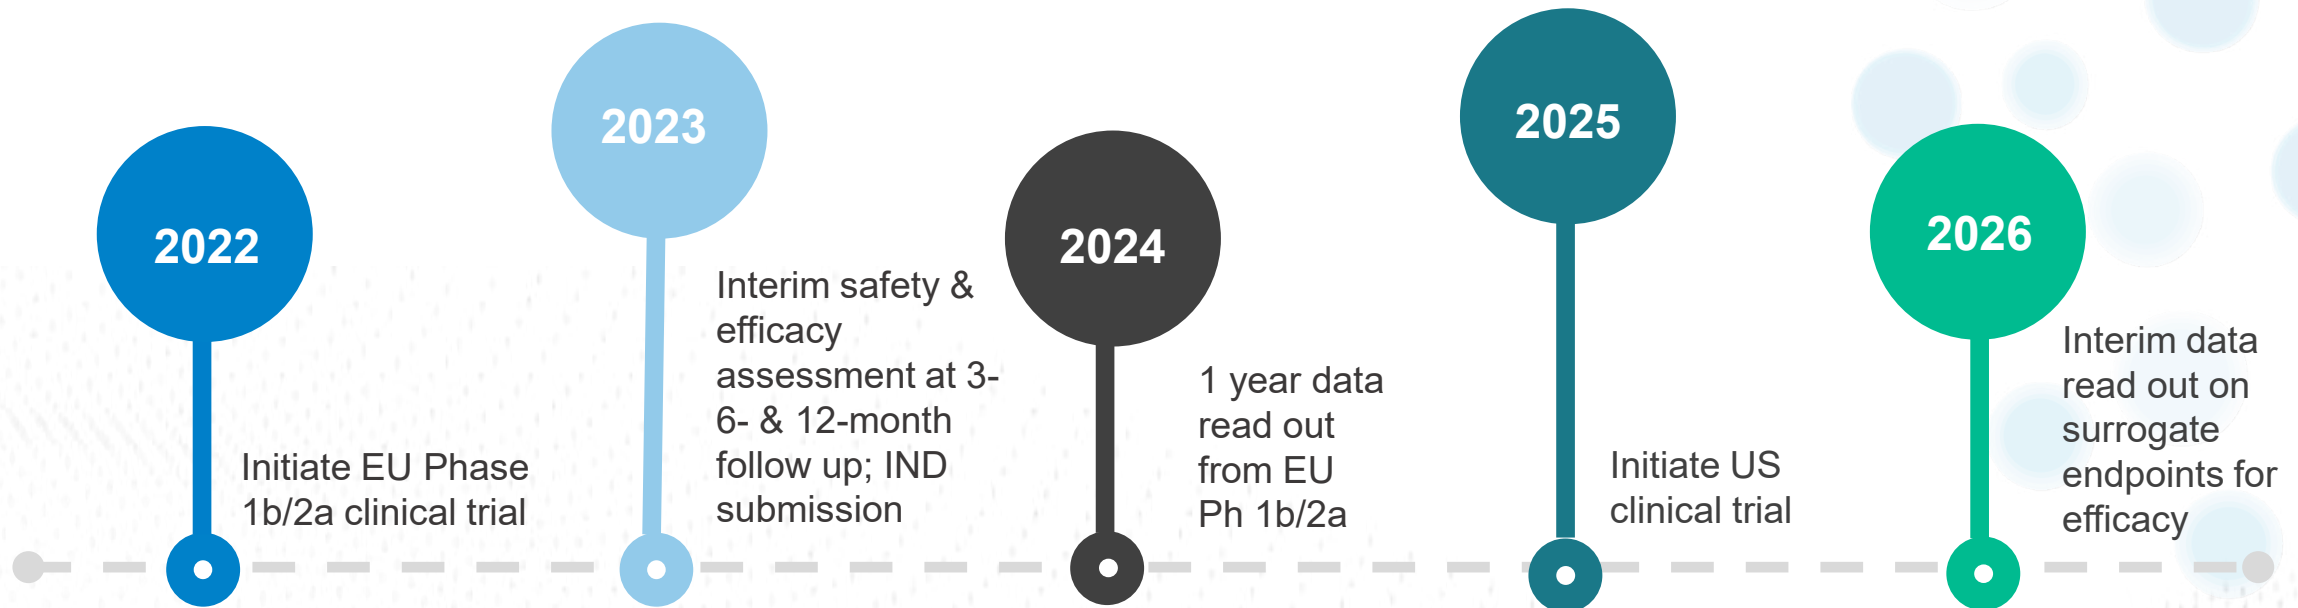 2022
Initiate EU Phase
1b/2a clinical trial
2023
Interim safety &
efficacy
assessment at 3-
6- & 12-month
follow up; IND
submission
2024
1 year data
read out
from EU
Ph 1b/2a
2025
Initiate US
clinical trial
2026
Interim data
read out on
surrogate
endpoints for
efficacy